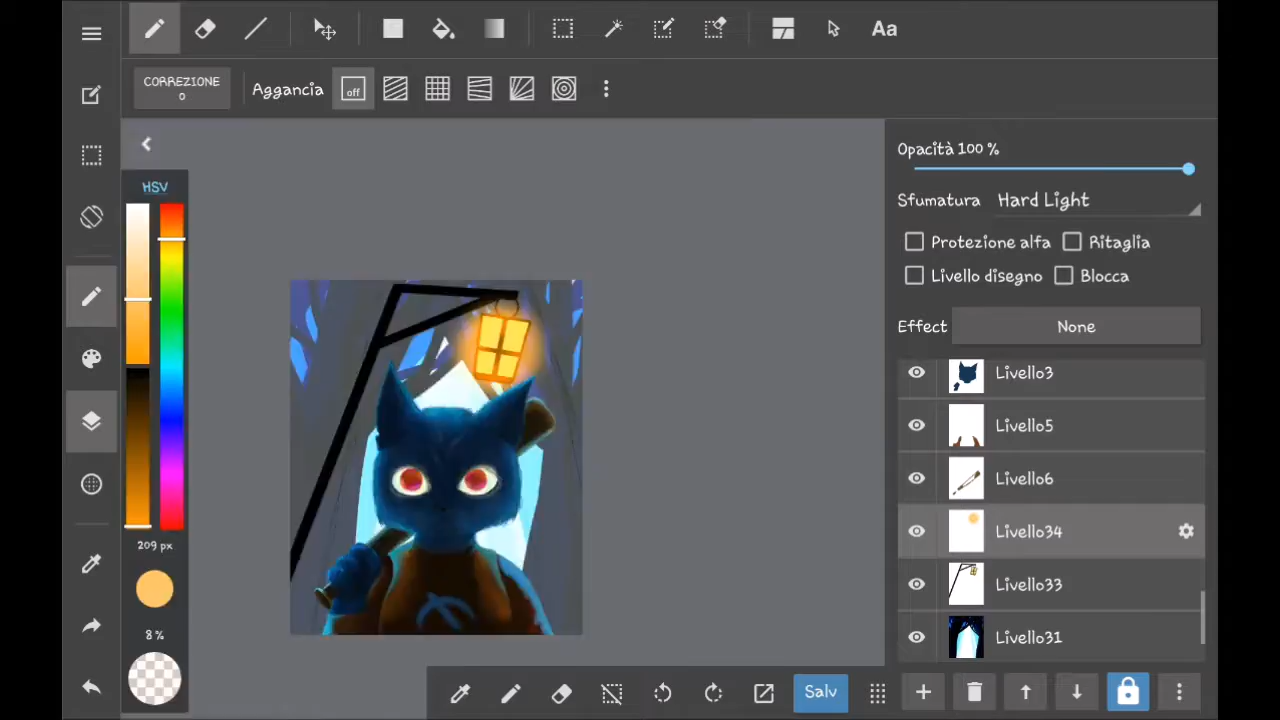 Aa
CORREZIONE
0
Aggancia
off
HSV
209 px
8 %
Opacità 100 %
Sfumatura Hard Light
Protezione alfa Ritaglia
Livello disegno Blocca
Effect None
Livello3
Livello5
Livello6
Livello34
Livello33
Livello31
Salv